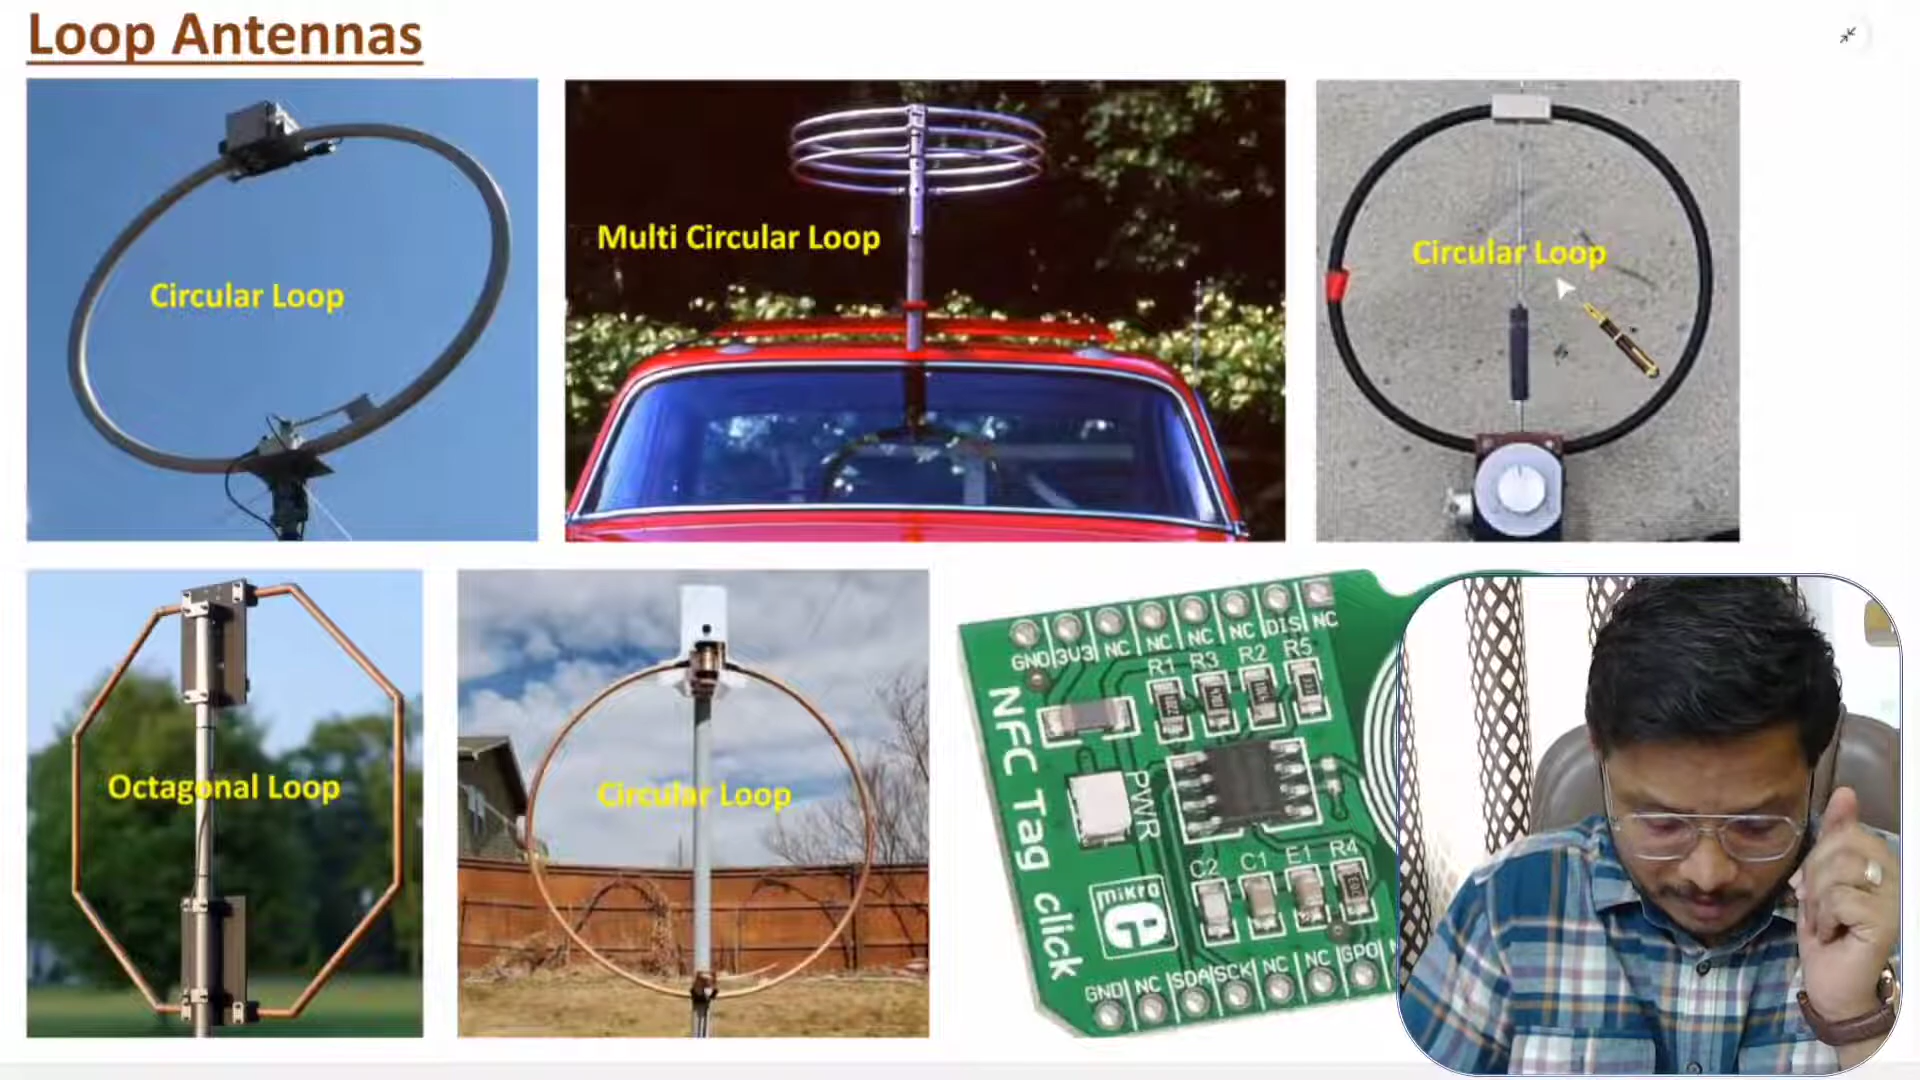 Loop Antennas
Circular Loop
Multi Circular Loop
Circular Loop
Octagonal Loop
Circular Loop
GND 3V3 NC NC NC NC DIS NC
R1 R3 R2 R5
NFC Tag click
PWR
C2 C1 E1 R4
mikro
e
GND NC SDA SCK NC NC GPO